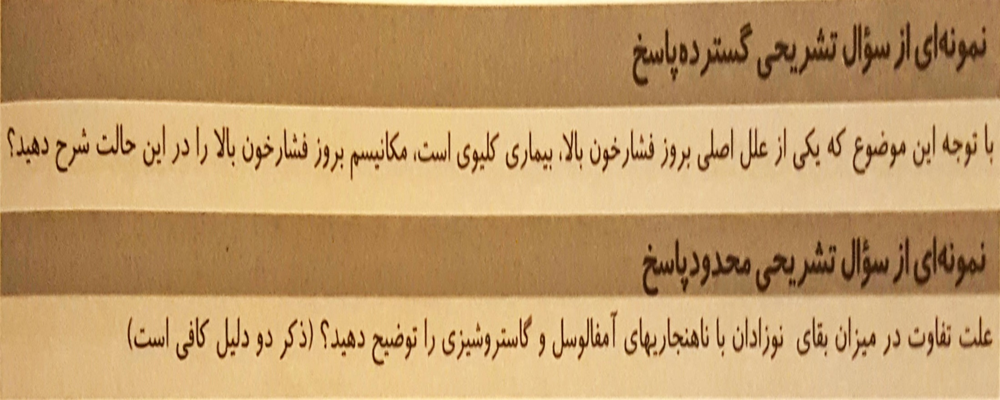 نمونه‌ای از سؤال تشریحی گسترده‌پاسخ
با توجه این موضوع که یکی از علل اصلی بروز فشارخون بالا، بیماری کلیوی است، مکانیسم بروز فشارخون بالا را در این حالت شرح دهید؟
نمونه‌ای از سؤال تشریحی محدودپاسخ
علت تفاوت در میزان بقای نوزادان با ناهنجاریهای آمفالوسل و گاستروشیزی را توضیح دهید؟ (ذکر دو دلیل کافی است)